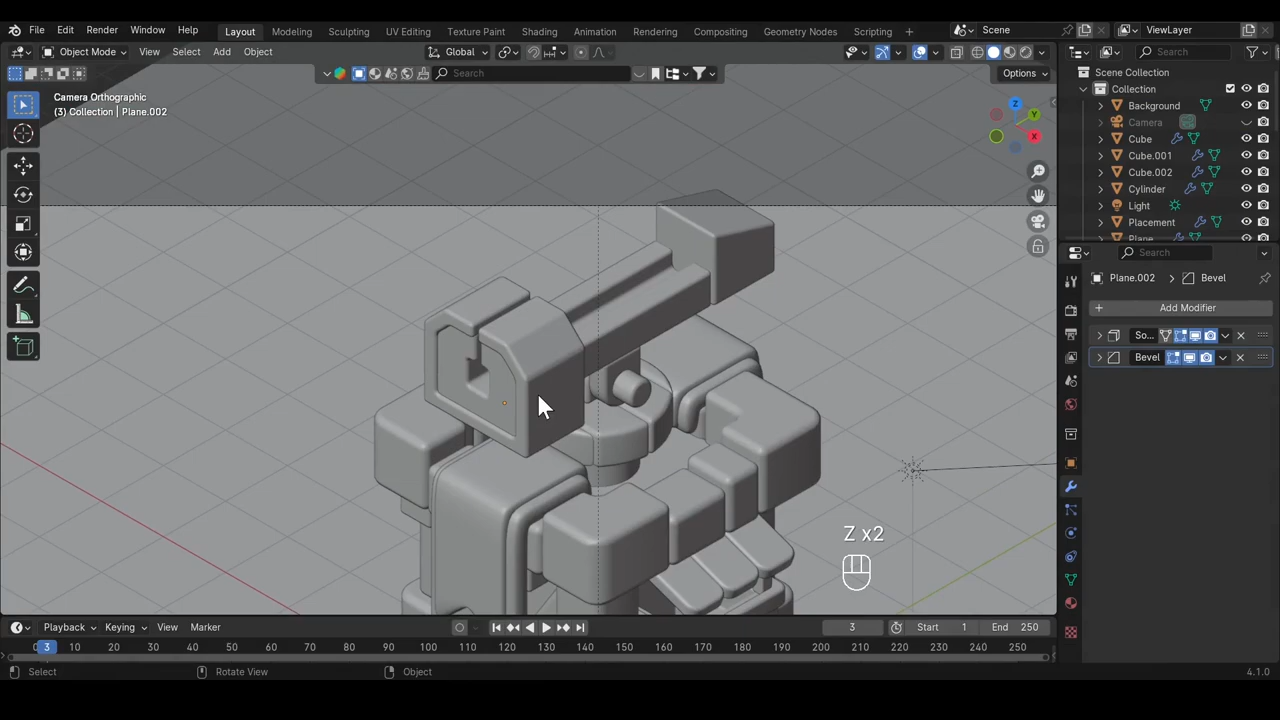 File Edit Render Window Help Layout Modeling Sculpting UV Editing Texture Paint Shading Animation Rendering Compositing Geometry Nodes Scripting + Scene ViewLayer
Object Mode View Select Add Object Global Search
Search Options
Camera Orthographic
(3) Collection | Plane.002
Z
Y
X
Scene Collection
Collection
Background
Camera
Cube
Cube.001
Cube.002
Cylinder
Light
Placement
Plane
Search
Plane.002 > Bevel
+ Add Modifier
So...
Bevel
Z x2
Playback Keying View Marker 3 Start 1 End 250
3 10 20 30 40 50 60 70 80 90 100 110 120 130 140 150 160 170 180 190 200 210 220 230 240 250
Select Rotate View Object 4.1.0